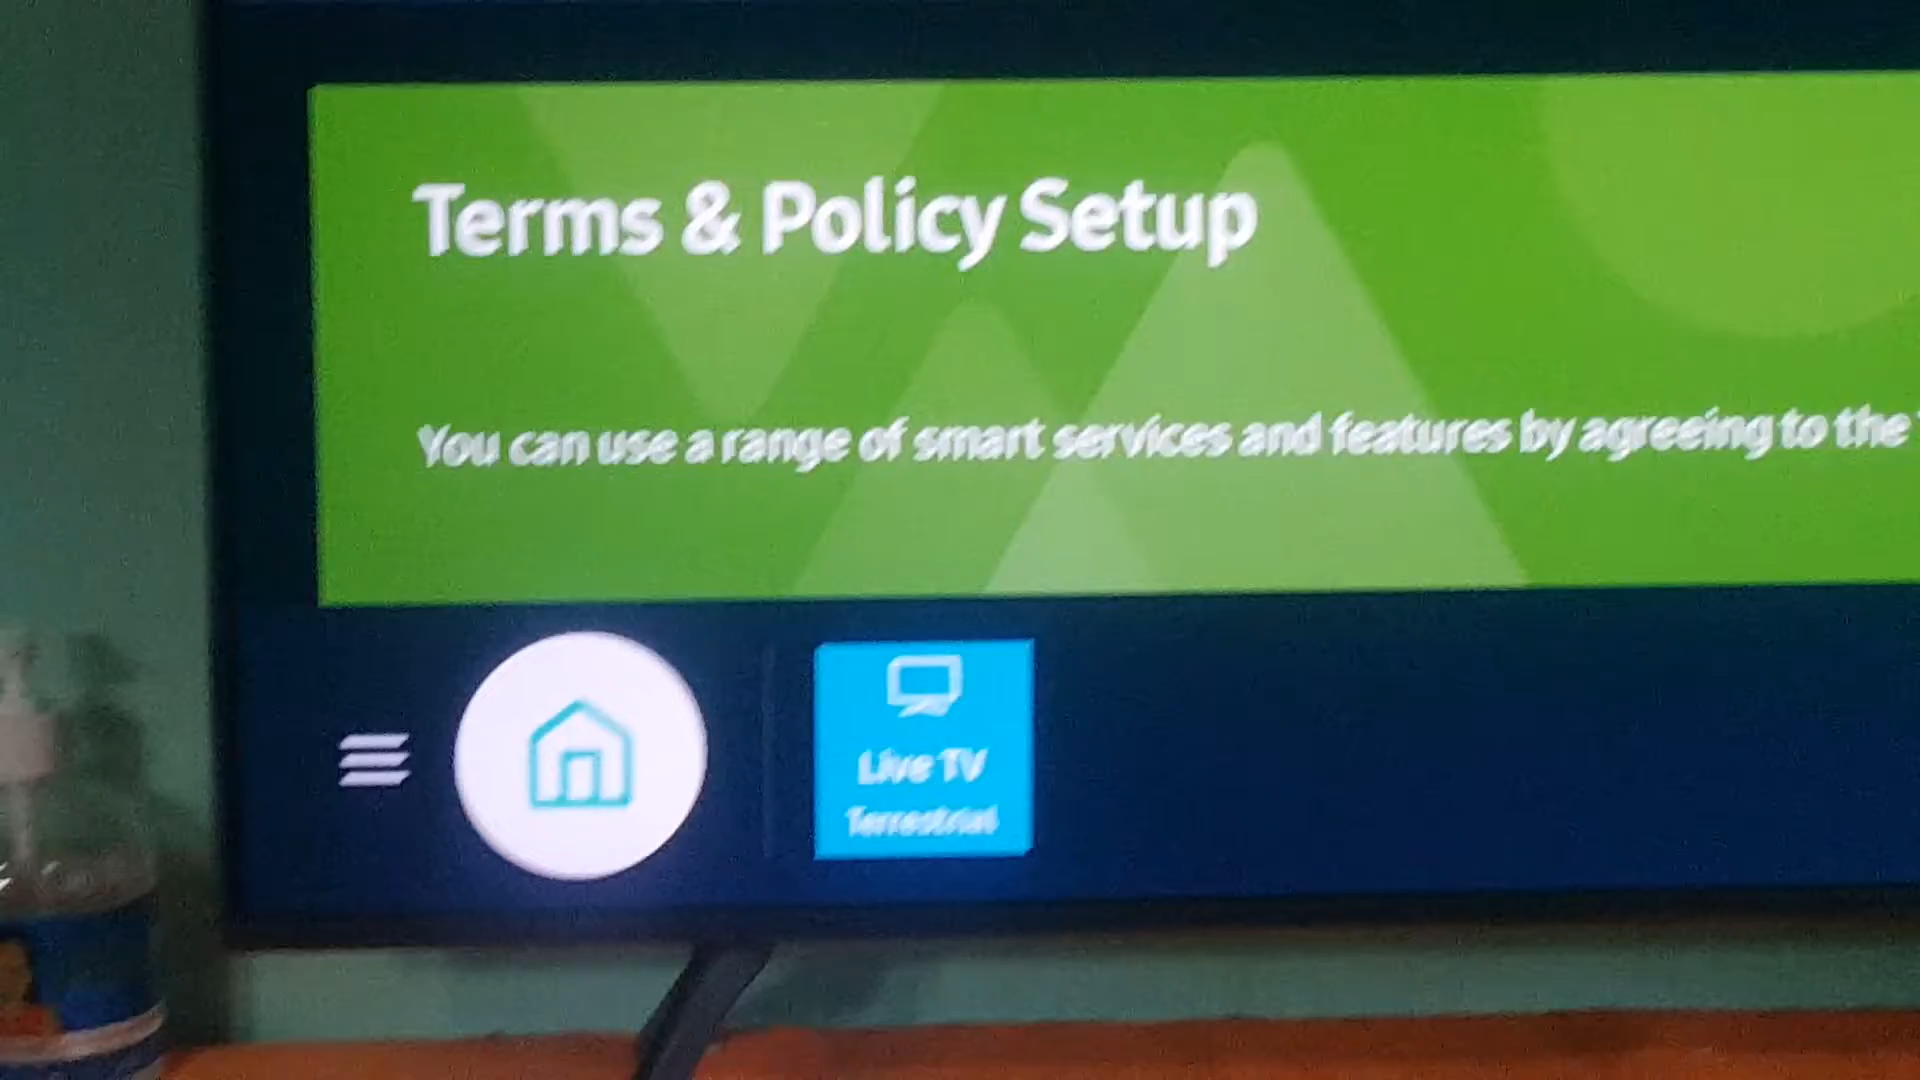 Terms & Policy Setup
You can use a range of smart services and features by agreeing to the
Live TV
Terrestrial